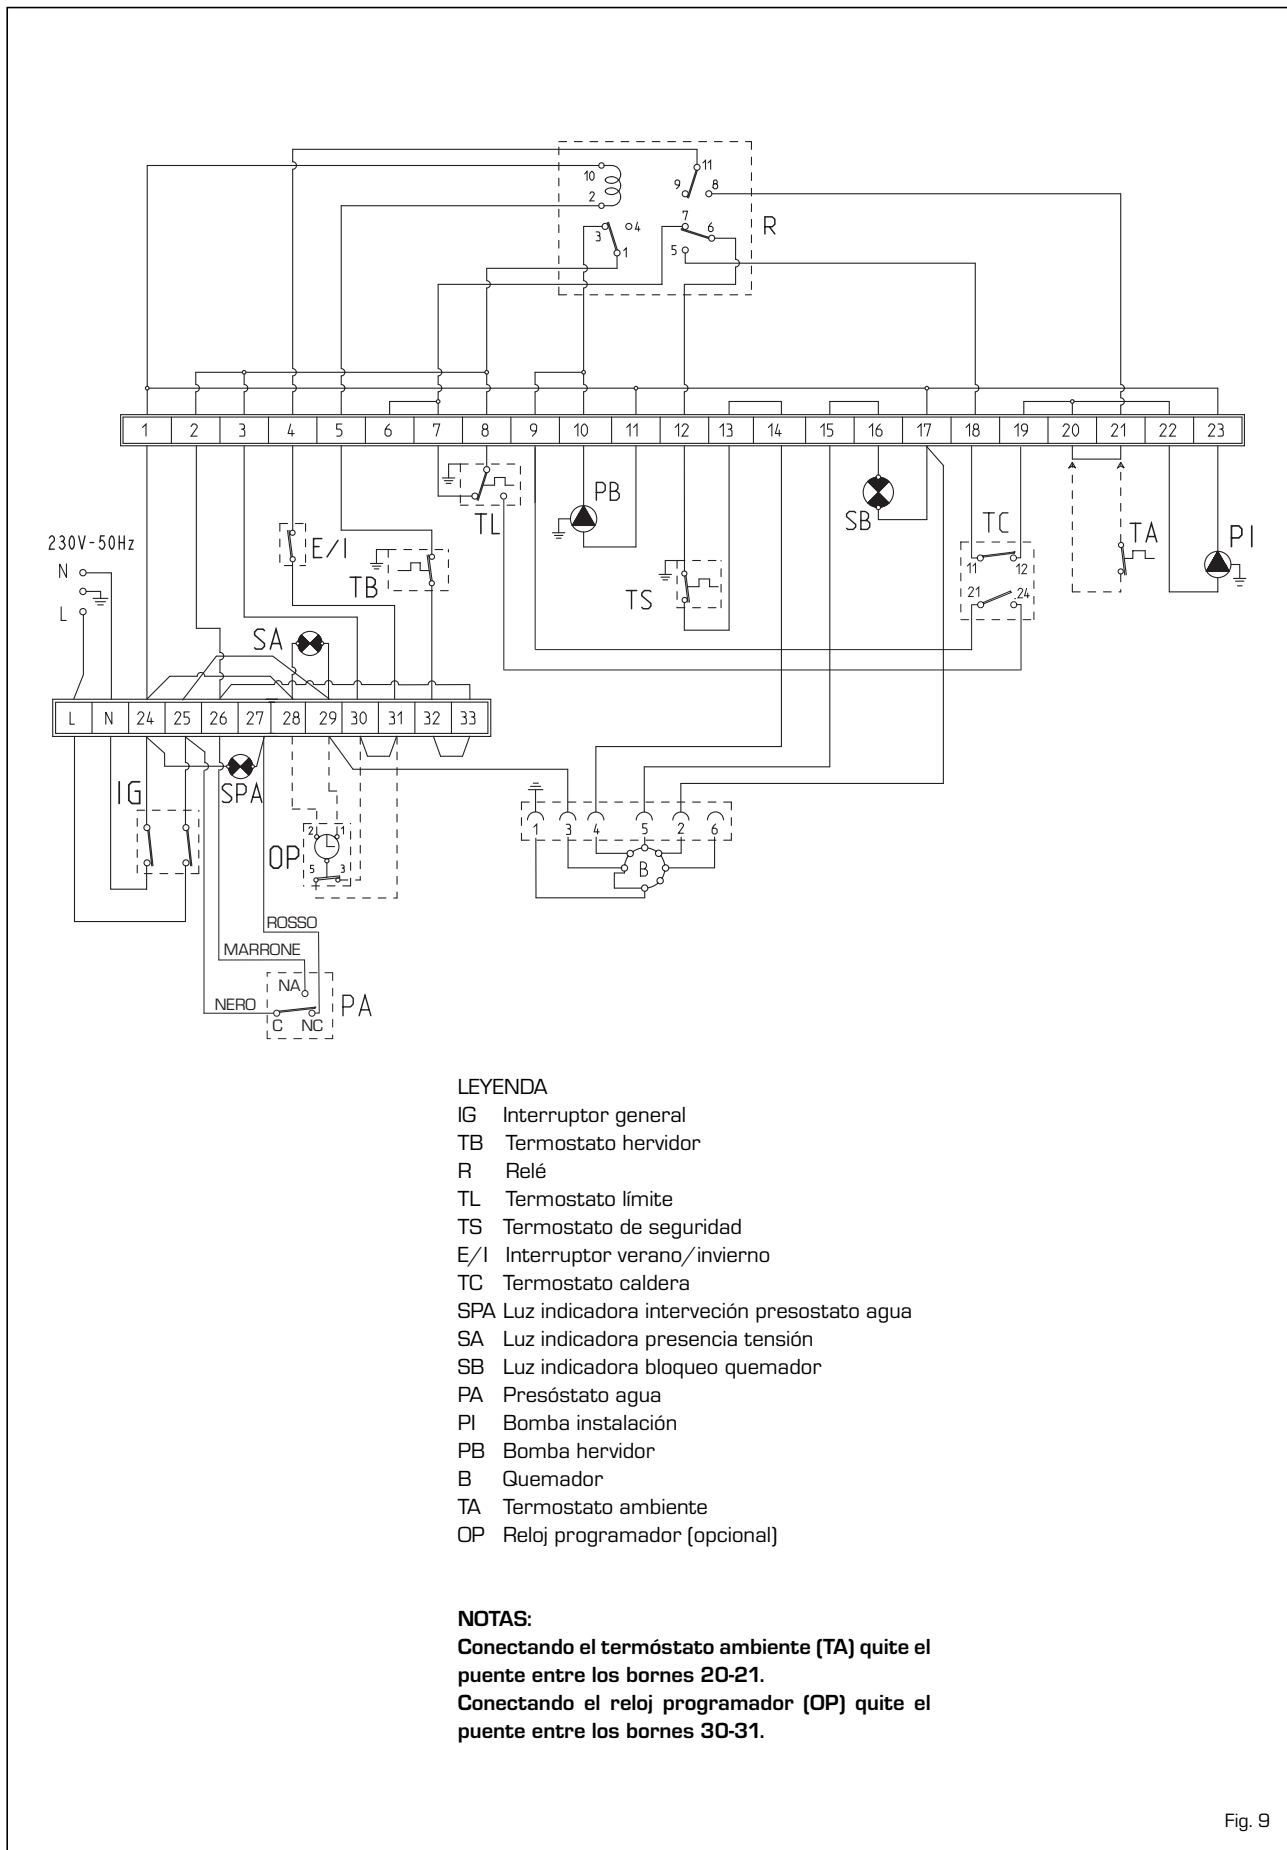 11
10
9
8
2
7
6
R
3
4
1
5
1 2 3 4 5 6 7 8 9 10 11 12 13 14 15 16 17 18 19 20 21 22 23
PB
TL
SB
TC
TA
PI
230V-50Hz
E/I
N
TB
11
12
TS
L
21
24
SA
L N 24 25 26 27 28 29 30 31 32 33
IG
SPA
1 3 4 5 2 6
2
1
OP
5
3
B
ROSSO
MARRONE
NA
NERO
PA
C NC
LEYENDA
IG Interruptor general
TB Termostato hervidor
R Relé
TL Termostato límite
TS Termostato de seguridad
E/I Interruptor verano/invierno
TC Termostato caldera
SPA Luz indicadora interveción presostato agua
SA Luz indicadora presencia tensión
SB Luz indicadora bloqueo quemador
PA Presóstato agua
PI Bomba instalación
PB Bomba hervidor
B Quemador
TA Termostato ambiente
OP Reloj programador (opcional)
NOTAS:
Conectando el termóstato ambiente (TA) quite el
puente entre los bornes 20-21.
Conectando el reloj programador (OP) quite el
puente entre los bornes 30-31.
Fig. 9